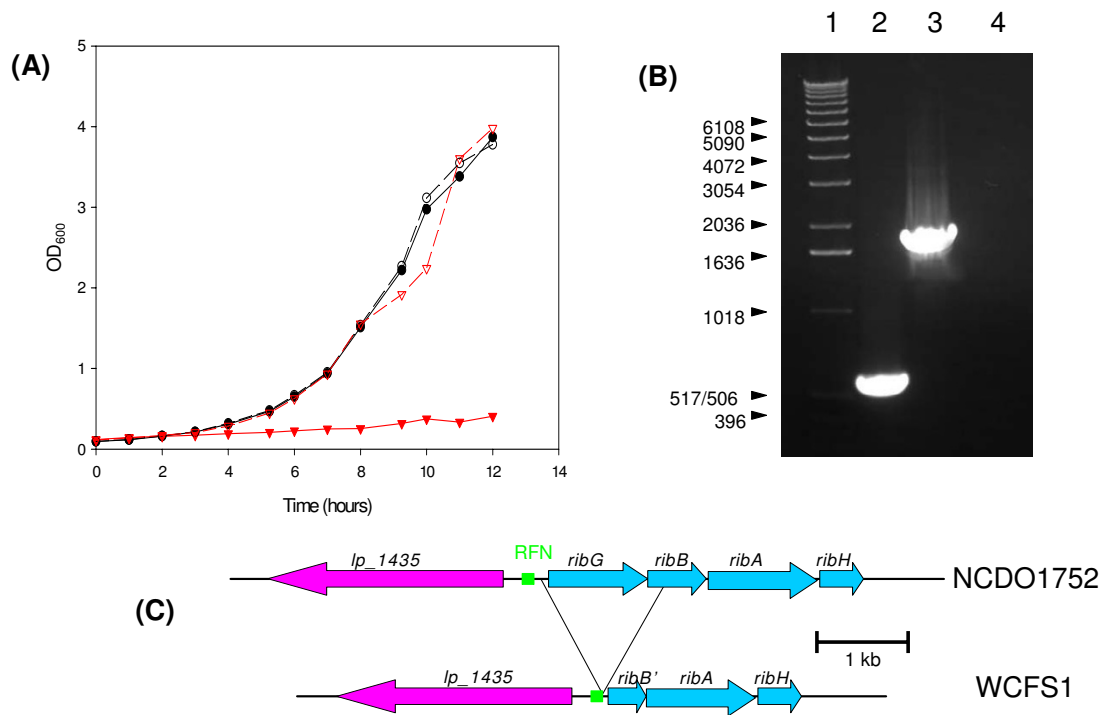 (A)
5
4
3
2
1
0
OD600
0 2 4 6 8 10 12 14
Time (hours)
(B)
1 2 3 4
6108
5090
4072
3054
2036
1636
1018
517/506
396
(C)
lp_1435 RFN ribG ribB ribA ribH
NCDO1752
1 kb
lp_1435 ribB' ribA ribH
WCFS1